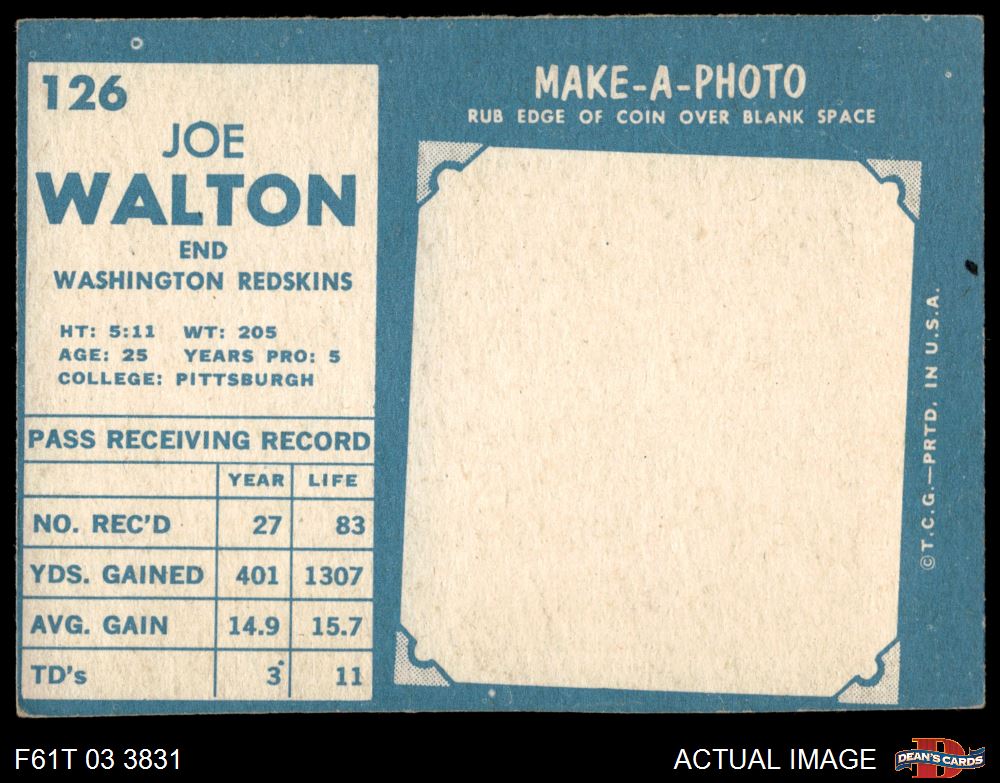 126
JOE
WALTON
END
WASHINGTON REDSKINS
HT: 5:11 WT: 205
AGE: 25 YEARS PRO: 5
COLLEGE: PITTSBURGH
PASS RECEIVING RECORD
YEAR LIFE
NO. REC'D 27 83
YDS. GAINED 401 1307
AVG. GAIN 14.9 15.7
TD's 3 11
MAKE-A-PHOTO
RUB EDGE OF COIN OVER BLANK SPACE
©T.C.G.—PRTD. IN U.S.A.
F61T 03 3831
ACTUAL IMAGE
D
DEAN'S CARDS